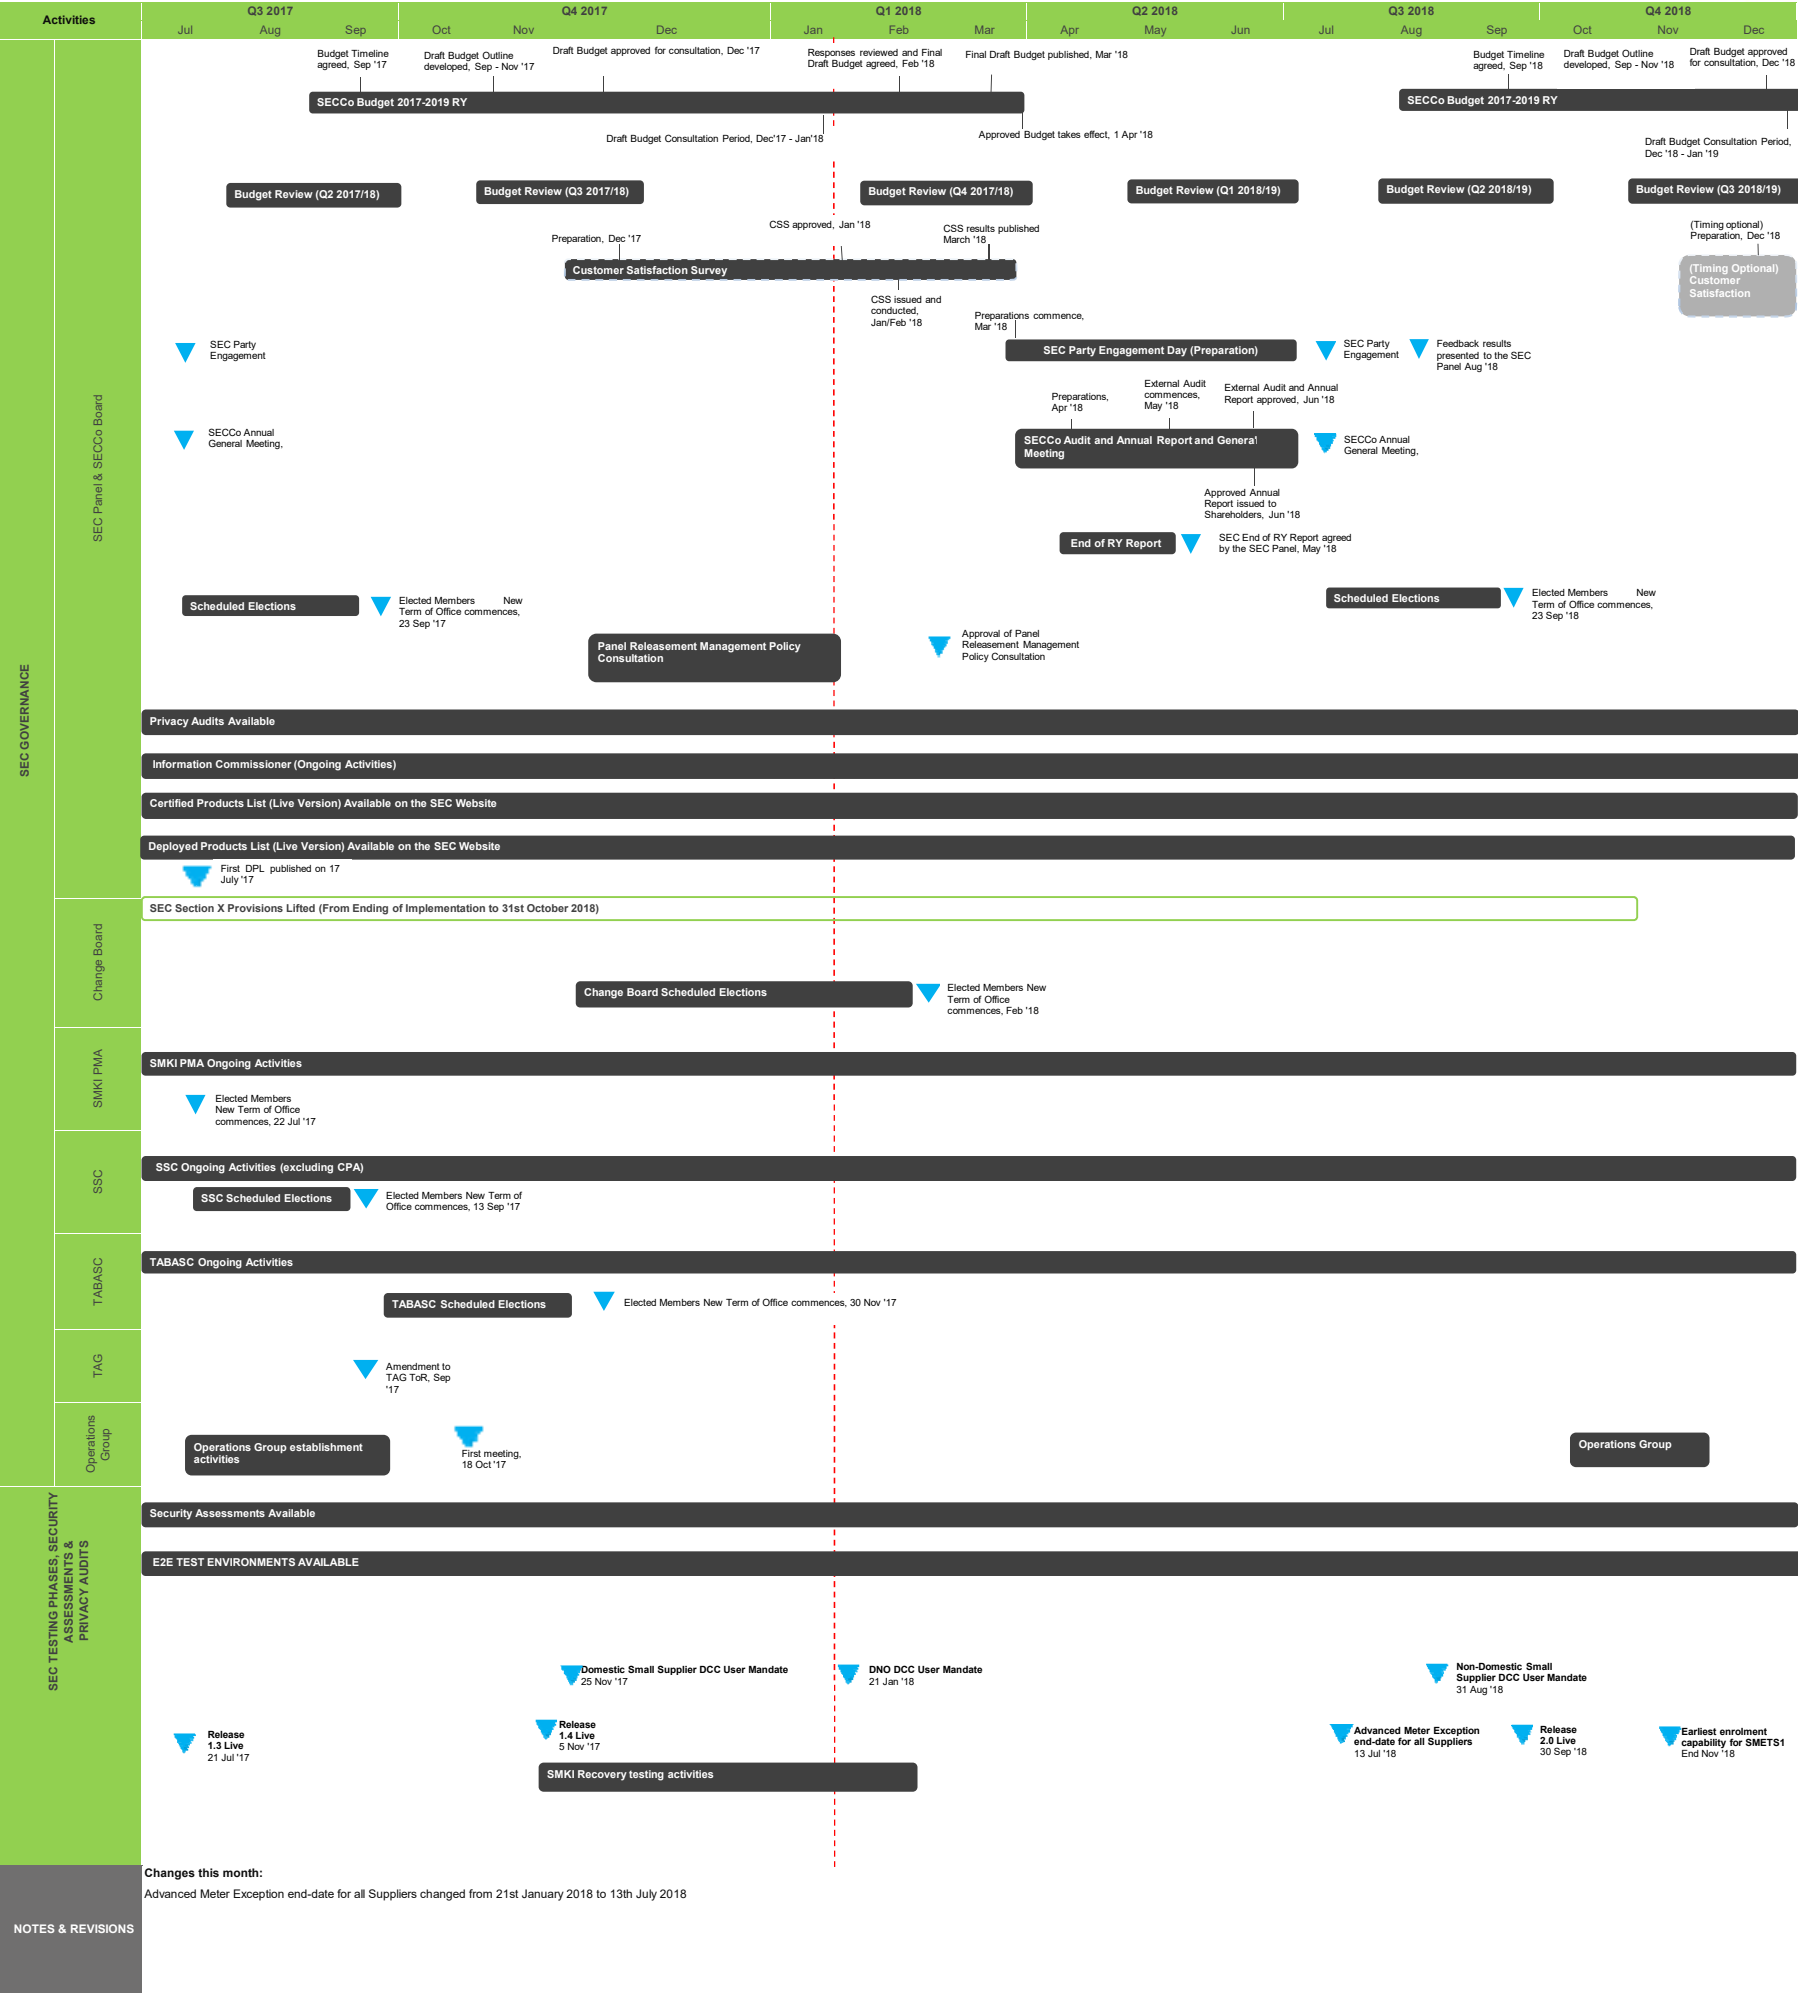 Activities
Q3 2017
Q4 2017
Q1 2018
Q2 2018
Q3 2018
Q4 2018
Jul
Aug
Sep
Oct
Nov
Dec
Jan
Feb
Mar
Apr
May
Jun
Jul
Aug
Sep
Oct
Nov
Dec
SEC GOVERNANCE
SEC Panel & SECCo Board
Budget Timeline
agreed, Sep '17
Draft Budget Outline
developed, Sep - Nov '17
Draft Budget approved for consultation, Dec '17
Responses reviewed and Final
Draft Budget agreed, Feb '18
Final Draft Budget published, Mar '18
Budget Timeline
agreed, Sep '18
Draft Budget Outline
developed, Sep - Nov '18
Draft Budget approved
for consultation, Dec '18
SECCo Budget 2017-2019 RY
SECCo Budget 2017-2019 RY
Draft Budget Consultation Period, Dec'17 - Jan'18
Approved Budget takes effect, 1 Apr '18
Draft Budget Consultation Period,
Dec '18 - Jan '19
Budget Review (Q2 2017/18)
Budget Review (Q3 2017/18)
Budget Review (Q4 2017/18)
Budget Review (Q1 2018/19)
Budget Review (Q2 2018/19)
Budget Review (Q3 2018/19)
Preparation, Dec '17
CSS approved, Jan '18
CSS results published
March '18
(Timing optional)
Preparation, Dec '18
Customer Satisfaction Survey
(Timing Optional)
Customer
Satisfaction
CSS issued and
conducted,
Jan/Feb '18
Preparations commence,
Mar '18
SEC Party
Engagement
SEC Party Engagement Day (Preparation)
SEC Party
Engagement
Feedback results
presented to the SEC
Panel Aug '18
Preparations,
Apr '18
External Audit
commences,
May '18
External Audit and Annual
Report approved, Jun '18
SECCo Annual
General Meeting,
SECCo Audit and Annual Report and General
Meeting
SECCo Annual
General Meeting,
Approved Annual
Report issued to
Shareholders, Jun '18
End of RY Report
SEC End of RY Report agreed
by the SEC Panel, May '18
Scheduled Elections
Elected Members New
Term of Office commences,
23 Sep '17
Scheduled Elections
Elected Members New
Term of Office commences,
23 Sep '18
Panel Releasement Management Policy
Consultation
Approval of Panel
Releasement Management
Policy Consultation
Privacy Audits Available
Information Commissioner (Ongoing Activities)
Certified Products List (Live Version) Available on the SEC Website
Deployed Products List (Live Version) Available on the SEC Website
First DPL published on 17
July '17
Change Board
SEC Section X Provisions Lifted (From Ending of Implementation to 31st October 2018)
Change Board Scheduled Elections
Elected Members New
Term of Office
commences, Feb '18
SMKI PMA
SMKI PMA Ongoing Activities
Elected Members
New Term of Office
commences, 22 Jul '17
SSC
SSC Ongoing Activities (excluding CPA)
SSC Scheduled Elections
Elected Members New Term of
Office commences, 13 Sep '17
TABASC
TABASC Ongoing Activities
TABASC Scheduled Elections
Elected Members New Term of Office commences, 30 Nov '17
TAG
Amendment to
TAG ToR, Sep
'17
Operations
Group
Operations Group establishment
activities
First meeting,
18 Oct '17
Operations Group
SEC TESTING PHASES, SECURITY
ASSESSMENTS &
PRIVACY AUDITS
Security Assessments Available
E2E TEST ENVIRONMENTS AVAILABLE
Domestic Small Supplier DCC User Mandate
25 Nov '17
DNO DCC User Mandate
21 Jan '18
Non-Domestic Small
Supplier DCC User Mandate
31 Aug '18
Release
1.3 Live
21 Jul '17
Release
1.4 Live
5 Nov '17
Advanced Meter Exception
end-date for all Suppliers
13 Jul '18
Release
2.0 Live
30 Sep '18
Earliest enrolment
capability for SMETS1
End Nov '18
SMKI Recovery testing activities
NOTES & REVISIONS
Changes this month:
Advanced Meter Exception end-date for all Suppliers changed from 21st January 2018 to 13th July 2018